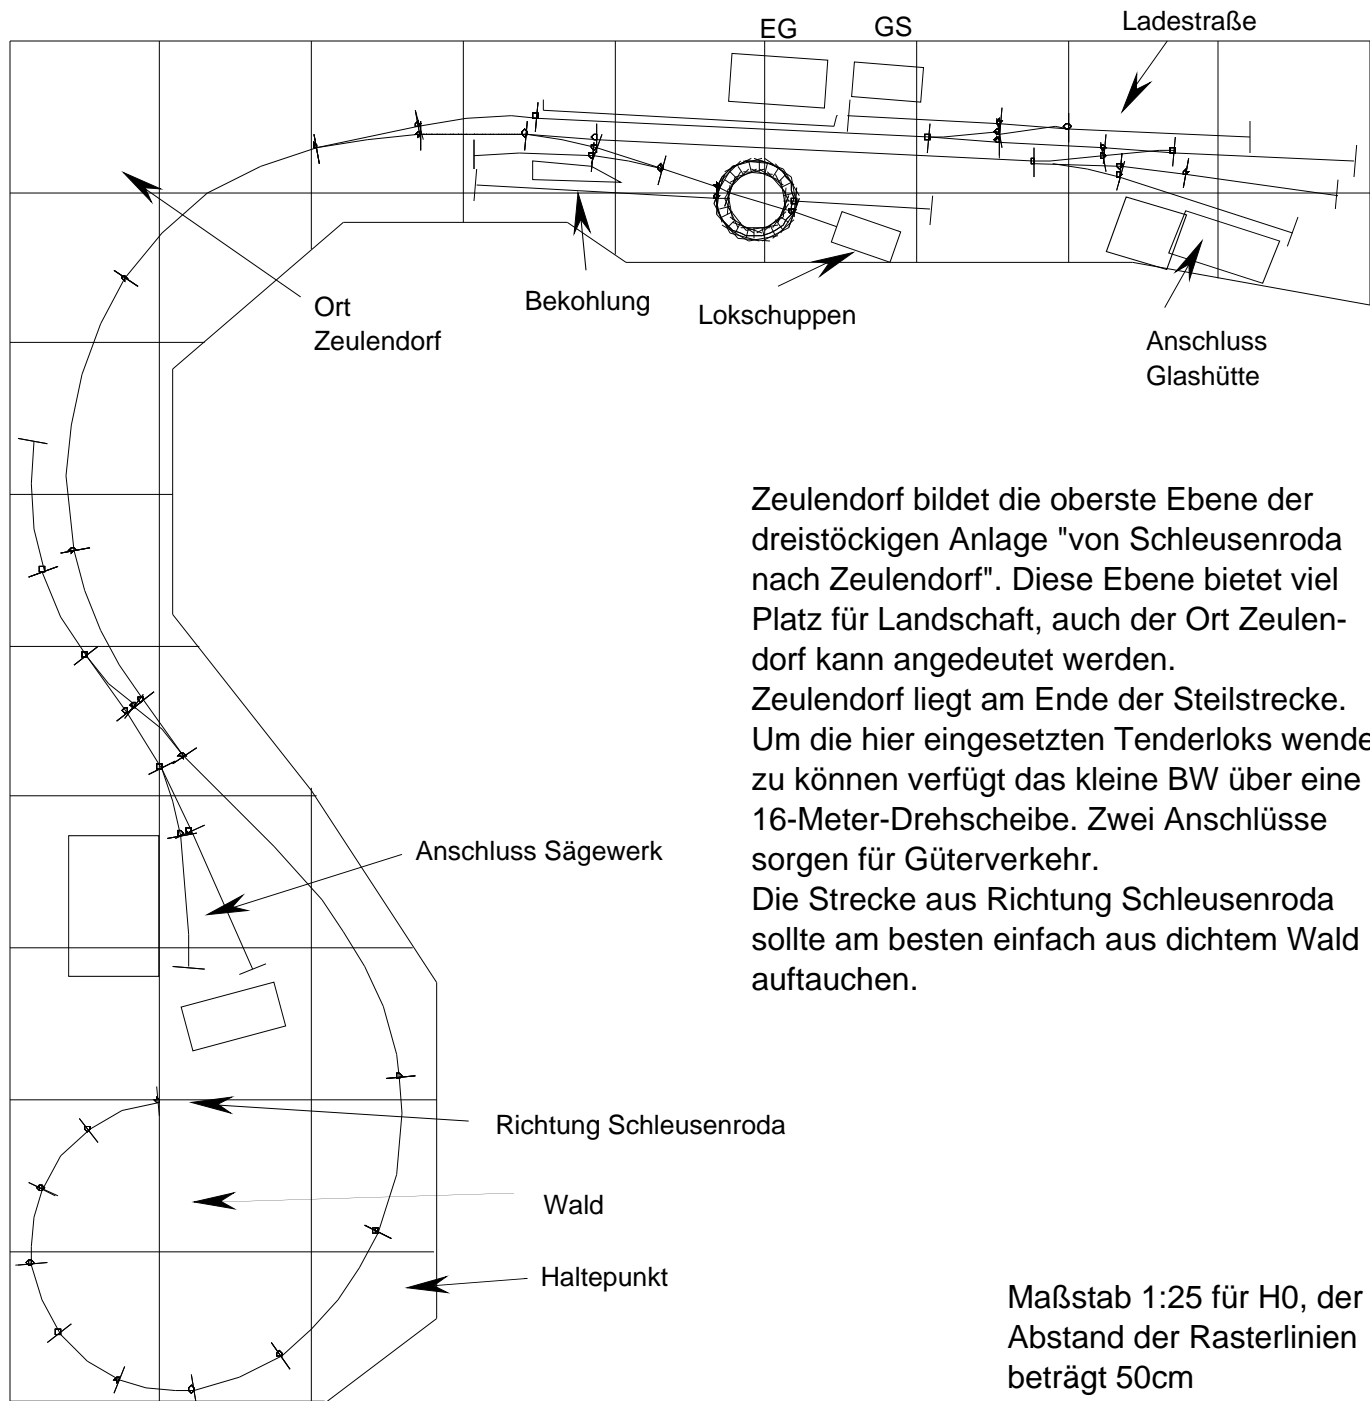 EG
GS
Ladestraße
Ort
Zeulendorf
Bekohlung
Lokschuppen
Anschluss
Glashütte
Zeulendorf bildet die oberste Ebene der
dreistöckigen Anlage "von Schleusenroda
nach Zeulendorf". Diese Ebene bietet viel
Platz für Landschaft, auch der Ort Zeulen-
dorf kann angedeutet werden.
Zeulendorf liegt am Ende der Steilstrecke.
Um die hier eingesetzten Tenderloks wende
zu können verfügt das kleine BW über eine
16-Meter-Drehscheibe. Zwei Anschlüsse
sorgen für Güterverkehr.
Die Strecke aus Richtung Schleusenroda
sollte am besten einfach aus dichtem Wald
auftauchen.
Anschluss Sägewerk
Richtung Schleusenroda
Wald
Haltepunkt
Maßstab 1:25 für H0, der
Abstand der Rasterlinien
beträgt 50cm